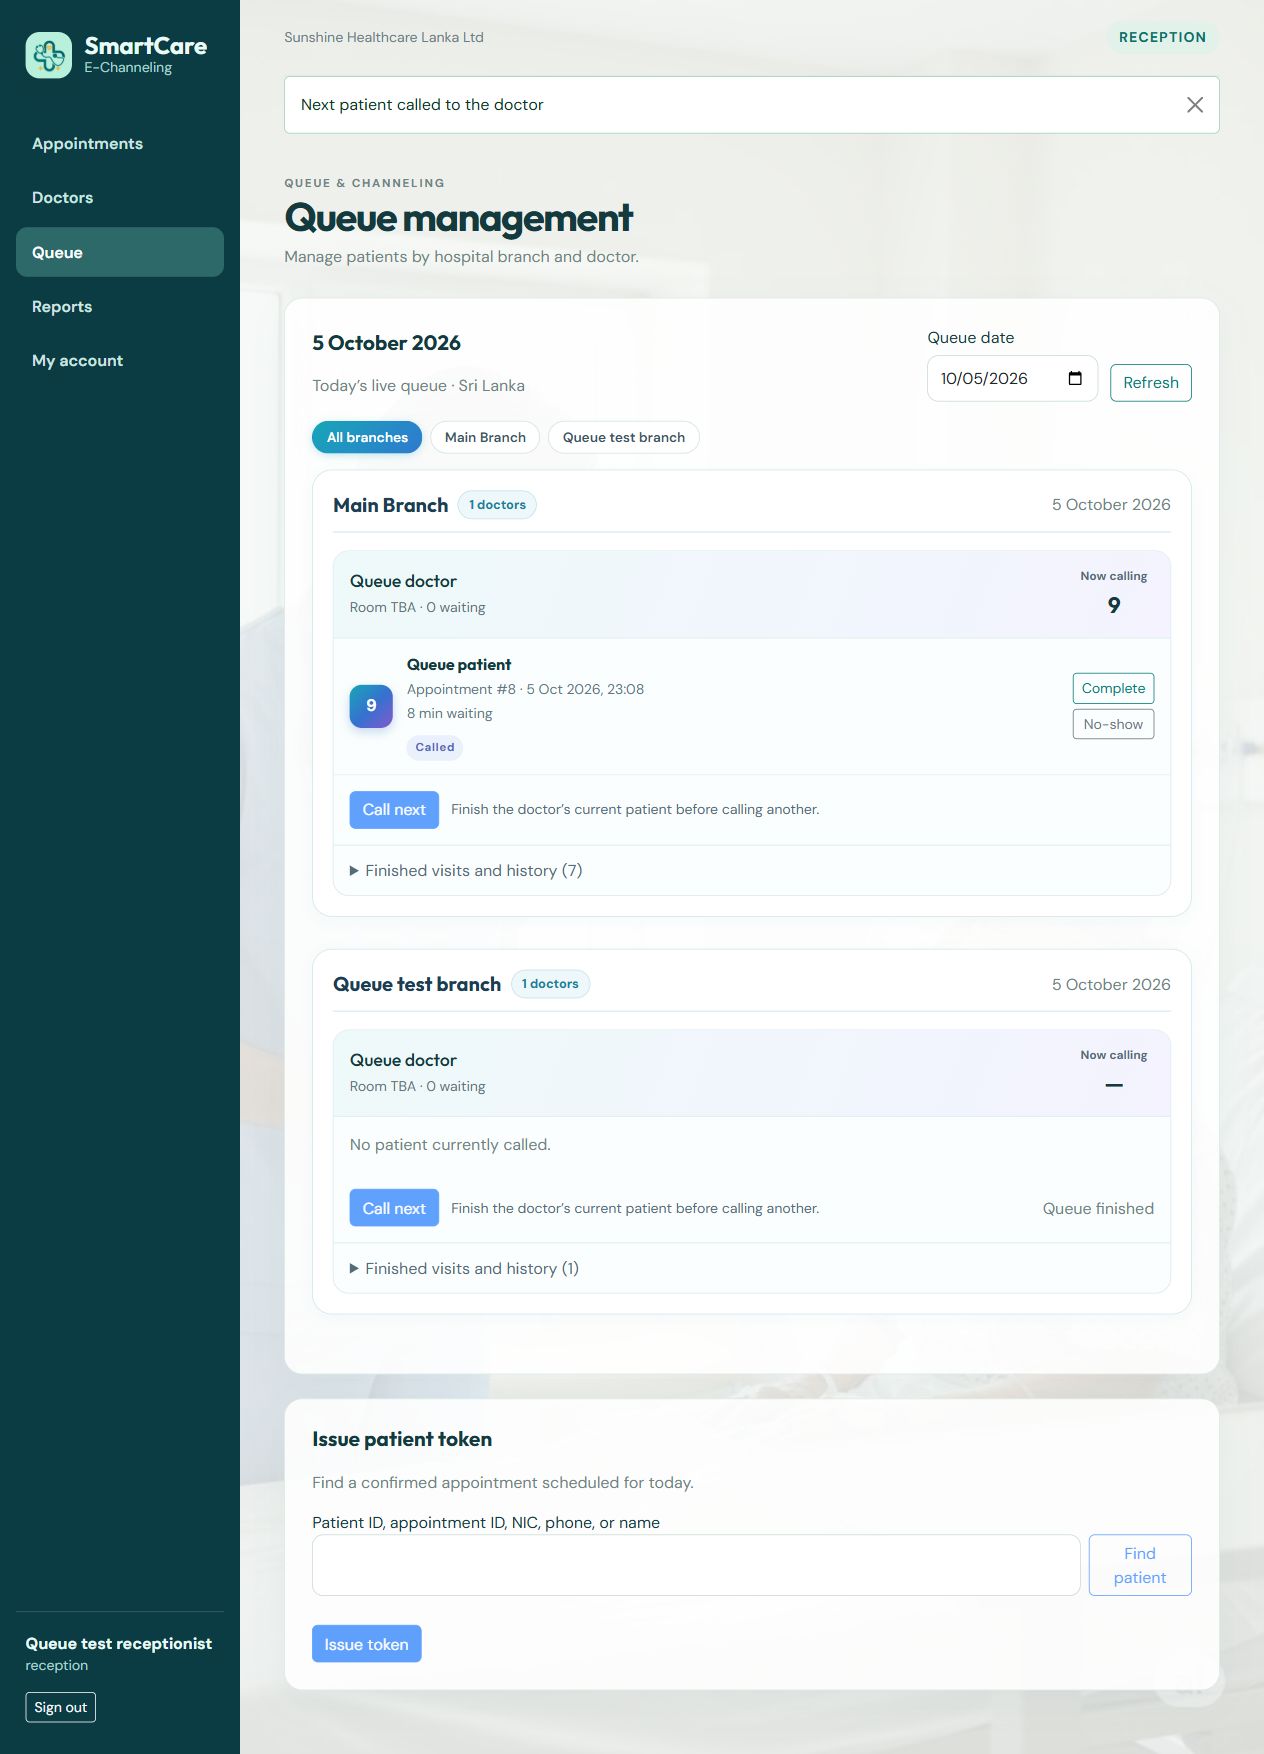 SmartCare
E-Channeling
Appointments
Doctors
Queue
Reports
My account
Queue test receptionist
reception
Sign out
Sunshine Healthcare Lanka Ltd
RECEPTION
Next patient called to the doctor
QUEUE & CHANNELING
Queue management
Manage patients by hospital branch and doctor.
5 October 2026
Today's live queue · Sri Lanka
Queue date
10/05/2026
Refresh
All branches
Main Branch
Queue test branch
Main Branch
1 doctors
5 October 2026
Queue doctor
Room TBA · 0 waiting
Now calling
9
9
Queue patient
Appointment #8 · 5 Oct 2026, 23:08
8 min waiting
Called
Complete
No-show
Call next
Finish the doctor's current patient before calling another.
▶ Finished visits and history (7)
Queue test branch
1 doctors
5 October 2026
Queue doctor
Room TBA · 0 waiting
Now calling
—
No patient currently called.
Call next
Finish the doctor's current patient before calling another.
Queue finished
▶ Finished visits and history (1)
Issue patient token
Find a confirmed appointment scheduled for today.
Patient ID, appointment ID, NIC, phone, or name
Find
patient
Issue token